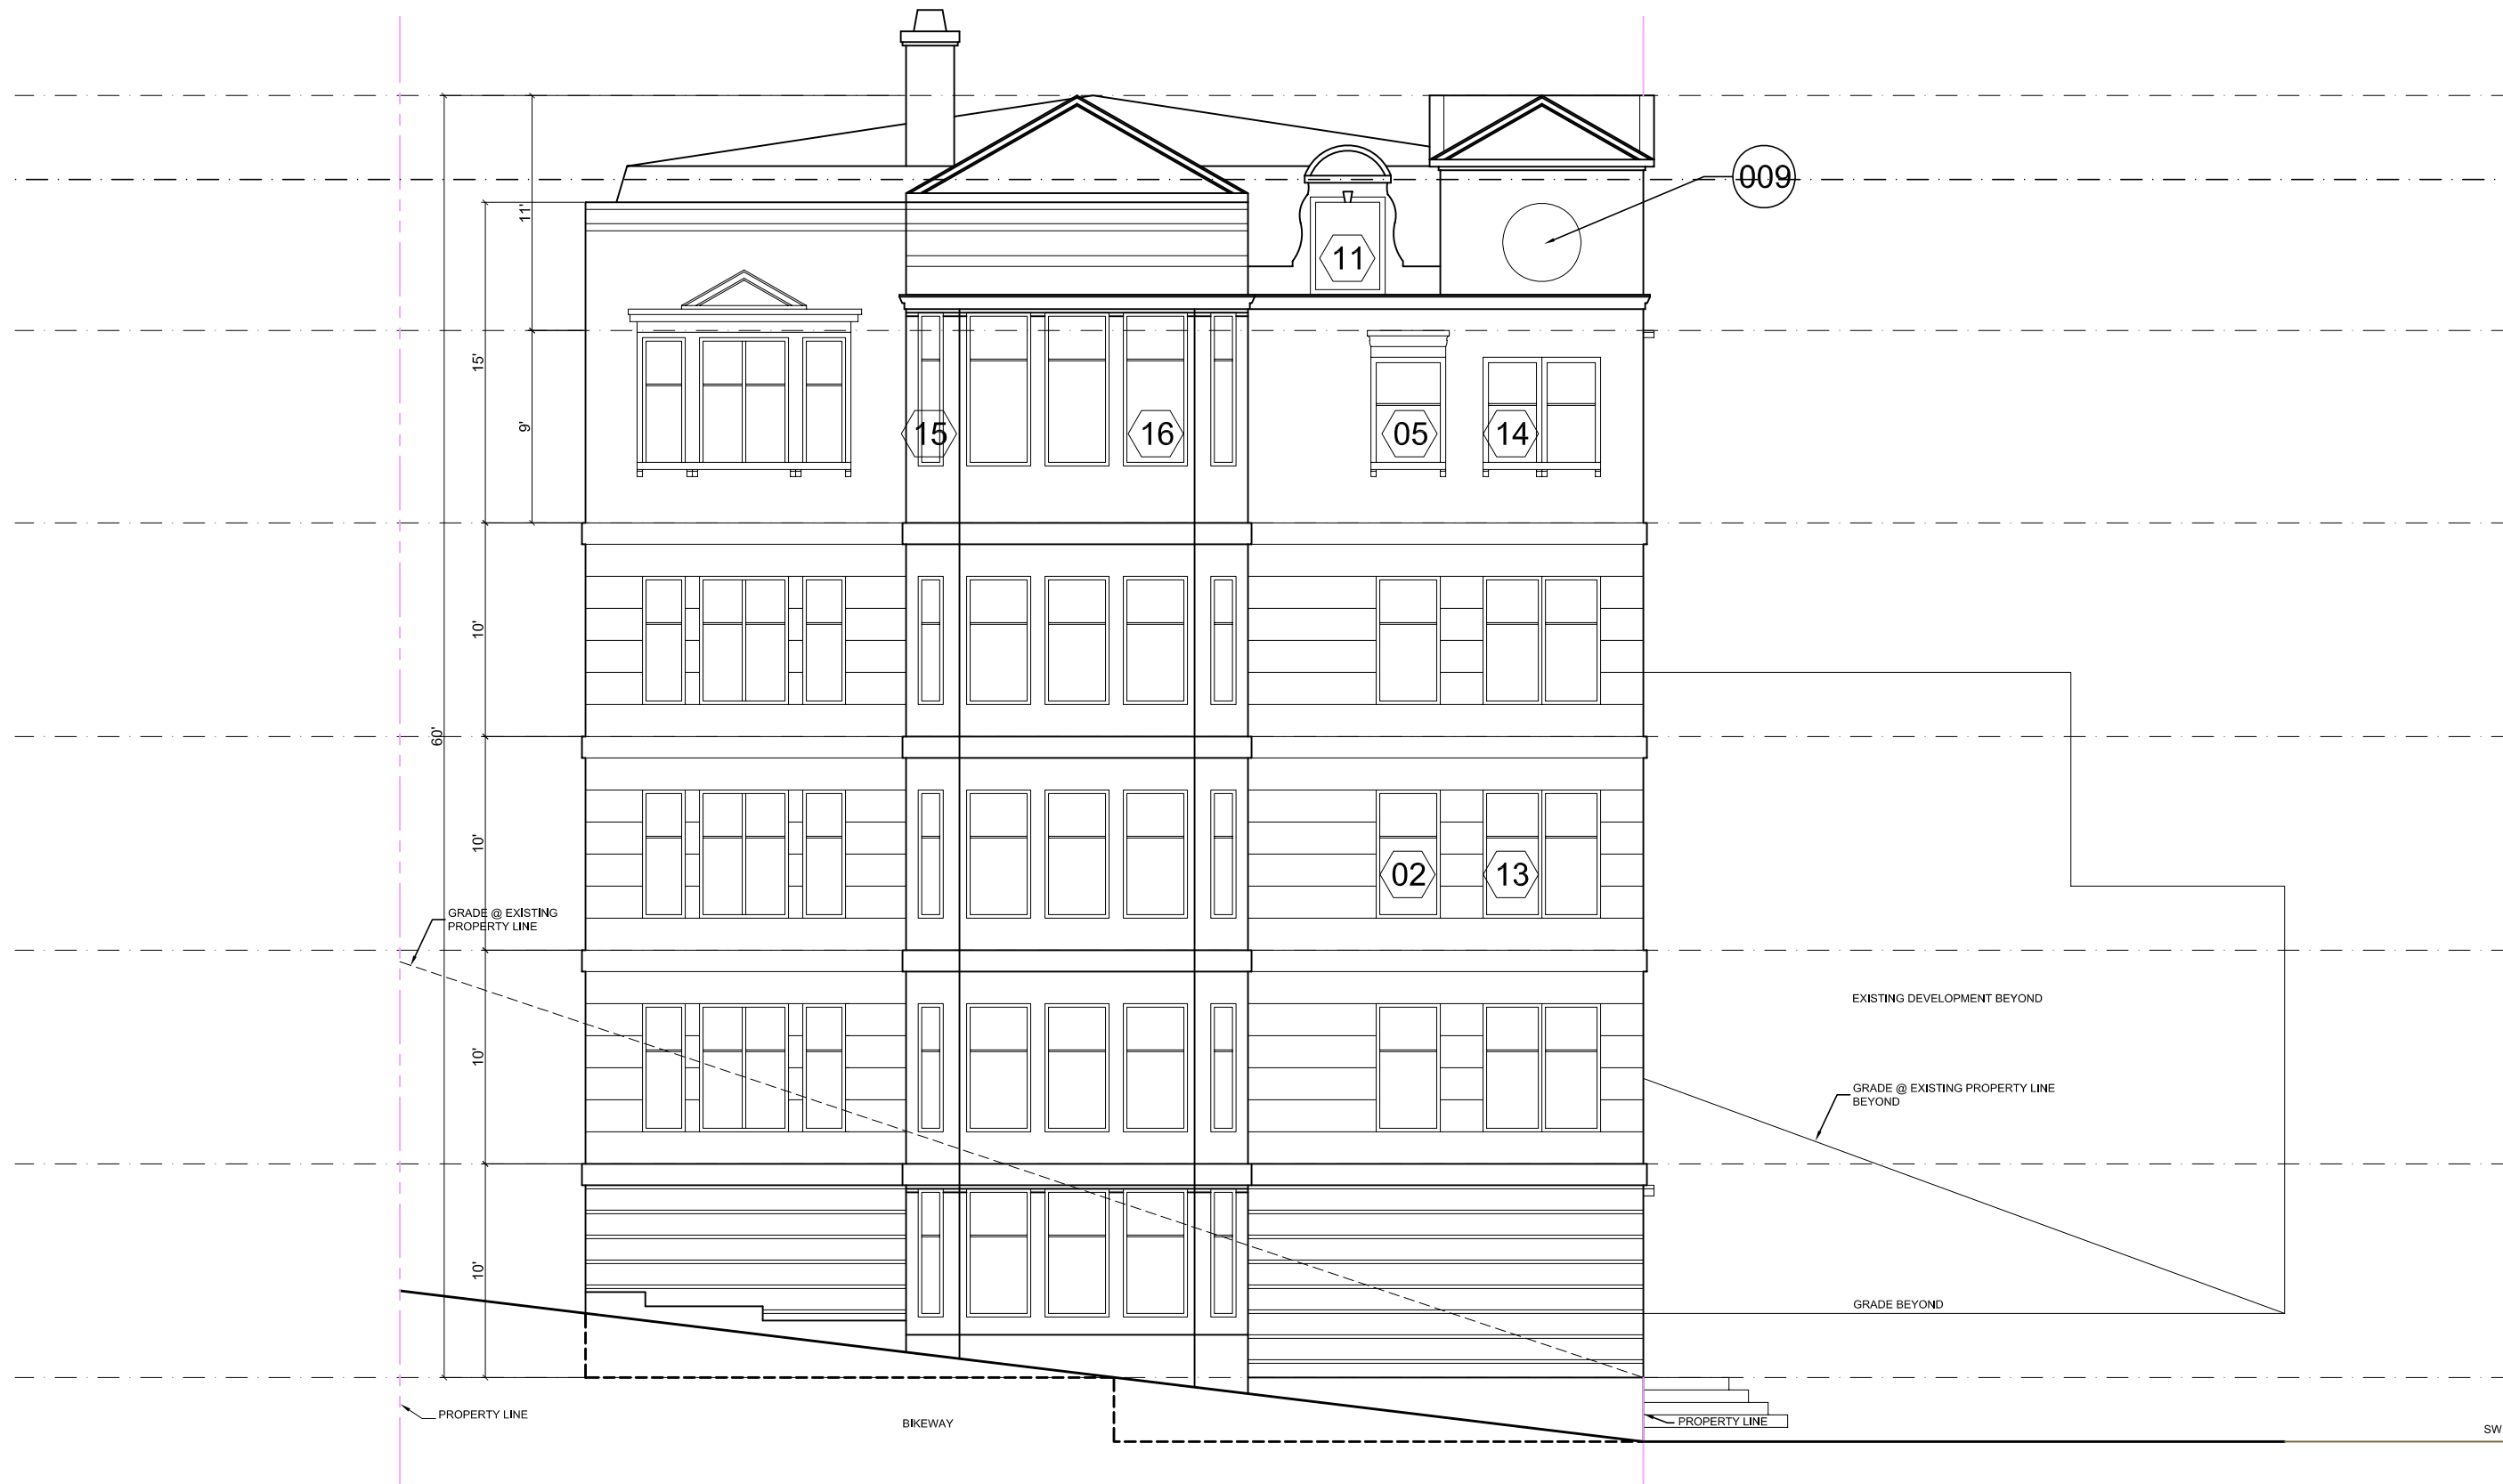 009
11'
11
15'
9'
15
16
05
14
10'
60'
10'
02
13
GRADE @ EXISTING
PROPERTY LINE
EXISTING DEVELOPMENT BEYOND
10'
GRADE @ EXISTING PROPERTY LINE
BEYOND
10'
GRADE BEYOND
PROPERTY LINE
BIKEWAY
PROPERTY LINE
SW